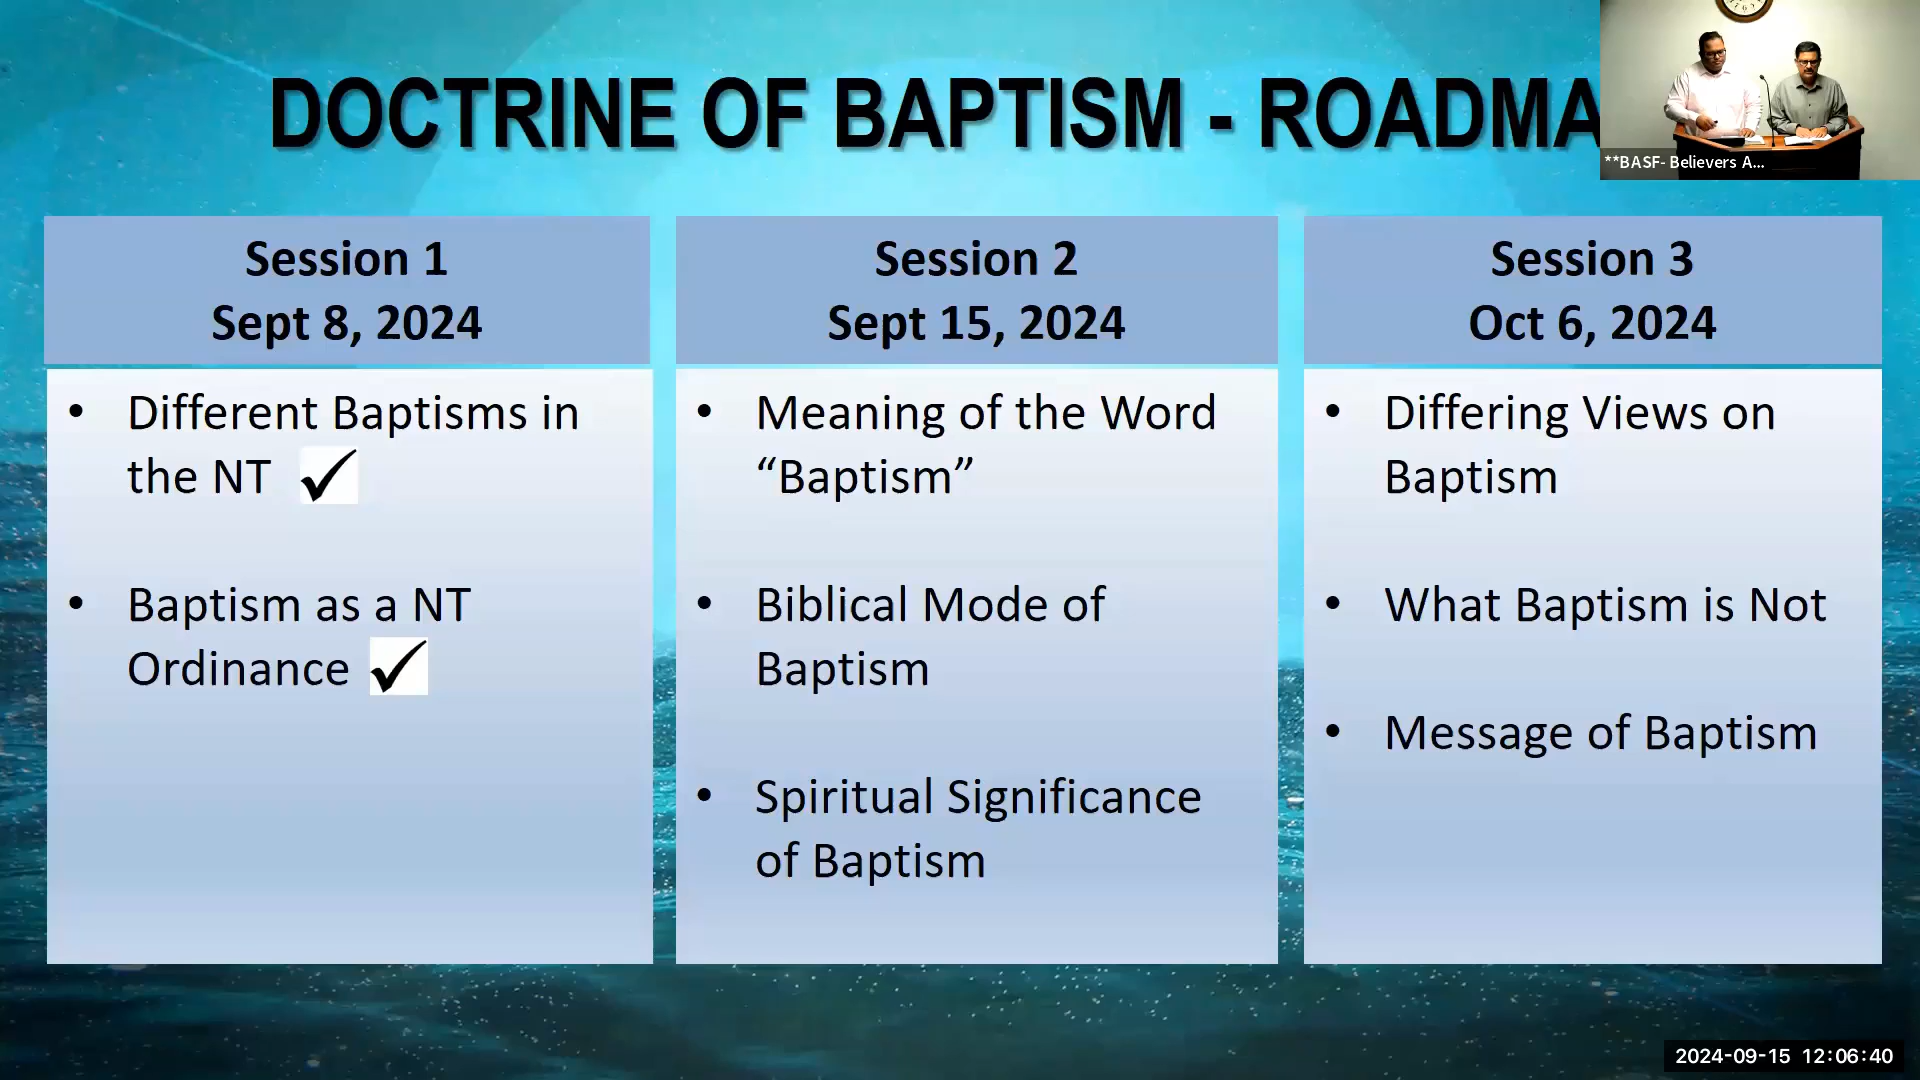 DOCTRINE OF BAPTISM - ROADMA
**BASF- Believers A...
Session 1
Sept 8, 2024
• Different Baptisms in
the NT
• Baptism as a NT
Ordinance
Session 2
Sept 15, 2024
• Meaning of the Word
“Baptism”
• Biblical Mode of
Baptism
• Spiritual Significance
of Baptism
Session 3
Oct 6, 2024
• Differing Views on
Baptism
• What Baptism is Not
• Message of Baptism
2024-09-15 12:06:40